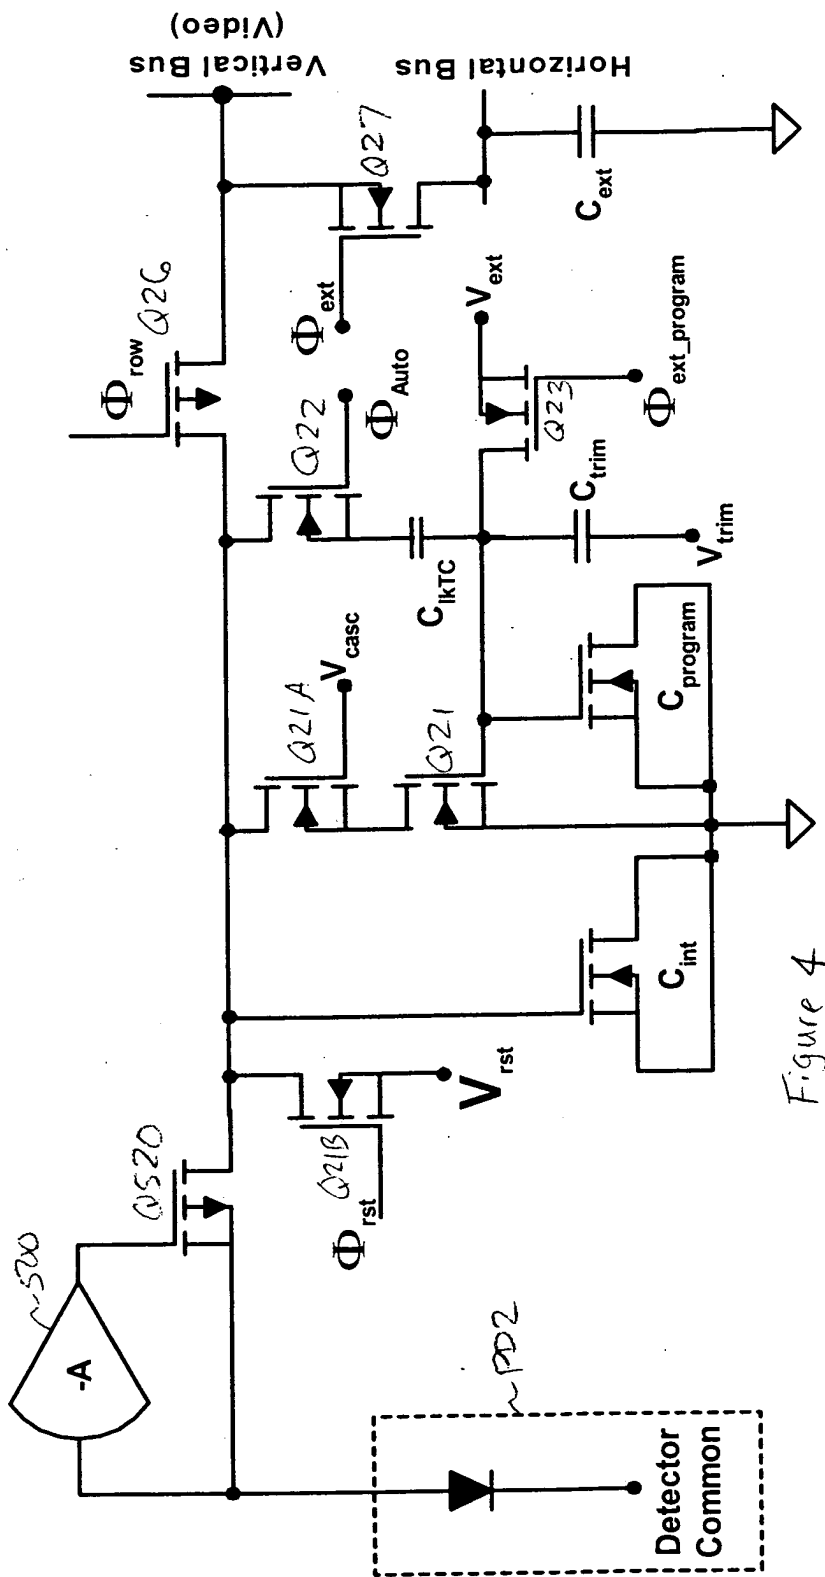 Vertical Bus
(Video)
Horizontal Bus
Φrow
Q26
Q27
Φext
Cext
Vext
Φext_program
Q23
ΦAuto
Q22
CIkTC
Ctrim
Vtrim
Vcasc
Q21A
Q21
Cprogram
Cint
Vrst
Q21B
Φrst
QS20
500
-A
PD2
Detector
Common
Figure 4